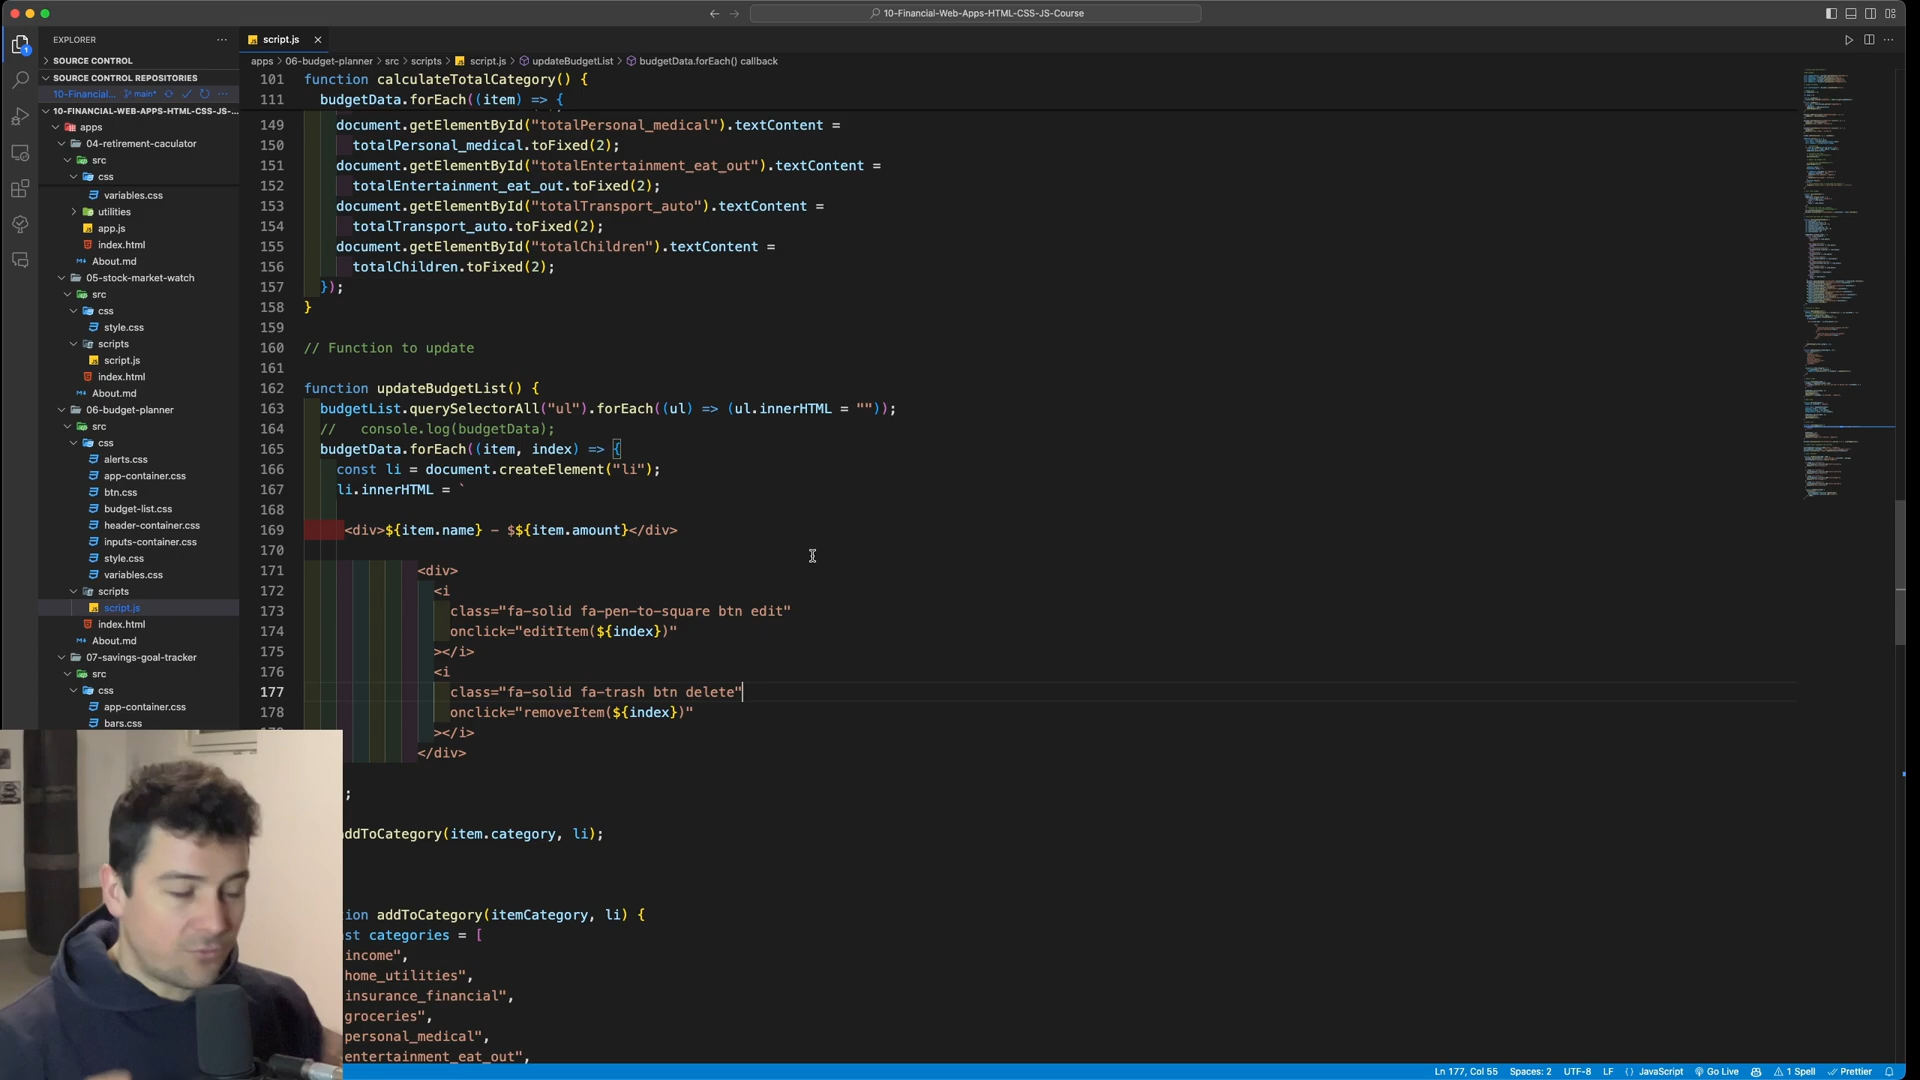 10-Financial-Web-Apps-HTML-CSS-JS-Course
EXPLORER
SOURCE CONTROL
SOURCE CONTROL REPOSITORIES
10-Financial... main*
10-FINANCIAL-WEB-APPS-HTML-CSS-JS-...
apps
04-retirement-caculator
src
css
variables.css
utilities
app.js
index.html
About.md
05-stock-market-watch
src
css
style.css
scripts
script.js
index.html
About.md
06-budget-planner
src
css
alerts.css
app-container.css
btn.css
budget-list.css
header-container.css
inputs-container.css
style.css
variables.css
scripts
script.js
index.html
About.md
07-savings-goal-tracker
src
css
app-container.css
bars.css
script.js
apps > 06-budget-planner > src > scripts > script.js > updateBudgetList > budgetData.forEach() callback
101 function calculateTotalCategory() {
111 budgetData.forEach((item) => {
149 document.getElementById("totalPersonal_medical").textContent =
150 totalPersonal_medical.toFixed(2);
151 document.getElementById("totalEntertainment_eat_out").textContent =
152 totalEntertainment_eat_out.toFixed(2);
153 document.getElementById("totalTransport_auto").textContent =
154 totalTransport_auto.toFixed(2);
155 document.getElementById("totalChildren").textContent =
156 totalChildren.toFixed(2);
157 });
158 }
159
160 // Function to update
161
162 function updateBudgetList() {
163 budgetList.querySelectorAll("ul").forEach((ul) => (ul.innerHTML = ""));
164 // console.log(budgetData);
165 budgetData.forEach((item, index) => {
166 const li = document.createElement("li");
167 li.innerHTML = `
168
169 <div>${item.name} - $${item.amount}</div>
170
171 <div>
172 <i
173 class="fa-solid fa-pen-to-square btn edit"
174 onclick="editItem(${index})"
175 ></i>
176 <i
177 class="fa-solid fa-trash btn delete"
178 onclick="removeItem(${index})"
></i>
</div>
;
ddToCategory(item.category, li);
ion addToCategory(itemCategory, li) {
st categories = [
income",
home_utilities",
insurance_financial",
groceries",
personal_medical",
entertainment_eat_out",
Ln 177, Col 55 Spaces: 2 UTF-8 LF {} JavaScript Go Live 1 Spell Prettier